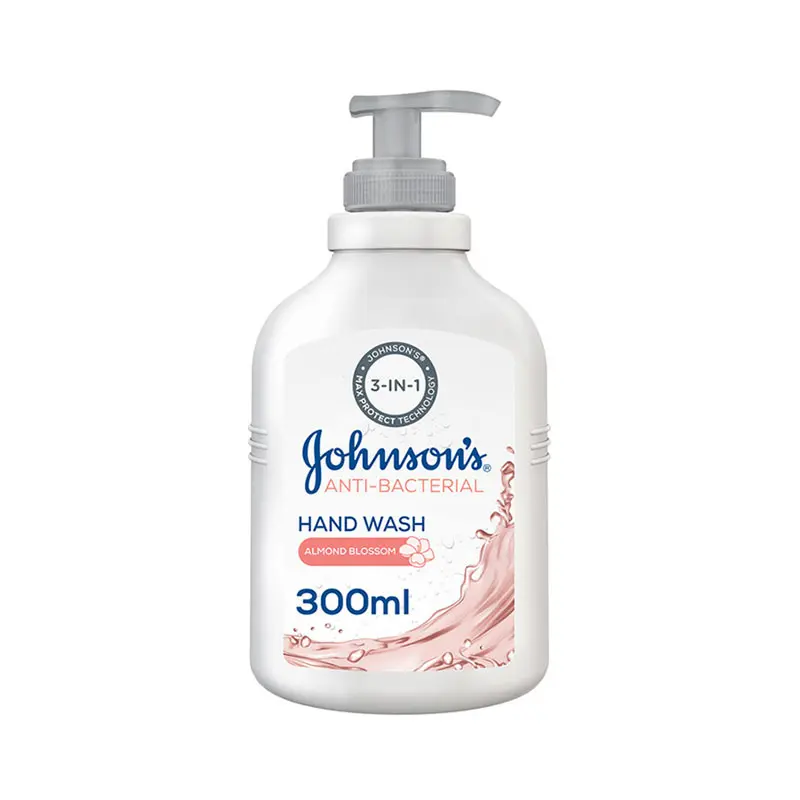 JOHNSON'S®
3-IN-1
MAX PROTECT TECHNOLOGY
Johnson's®
ANTI-BACTERIAL
HAND WASH
ALMOND BLOSSOM
300ml